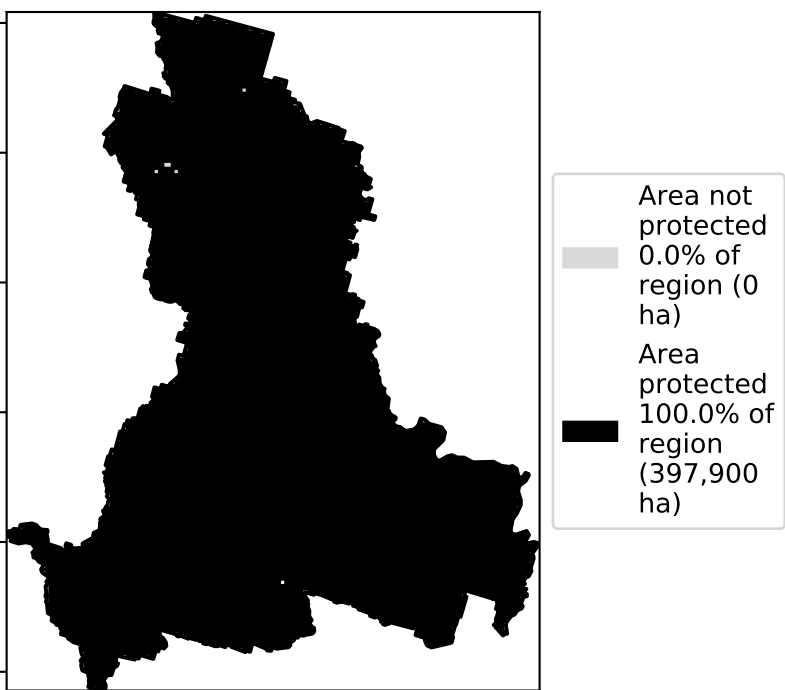 Area not
protected
0.0% of
region (0
ha)
Area
protected
100.0% of
region
(397,900
ha)